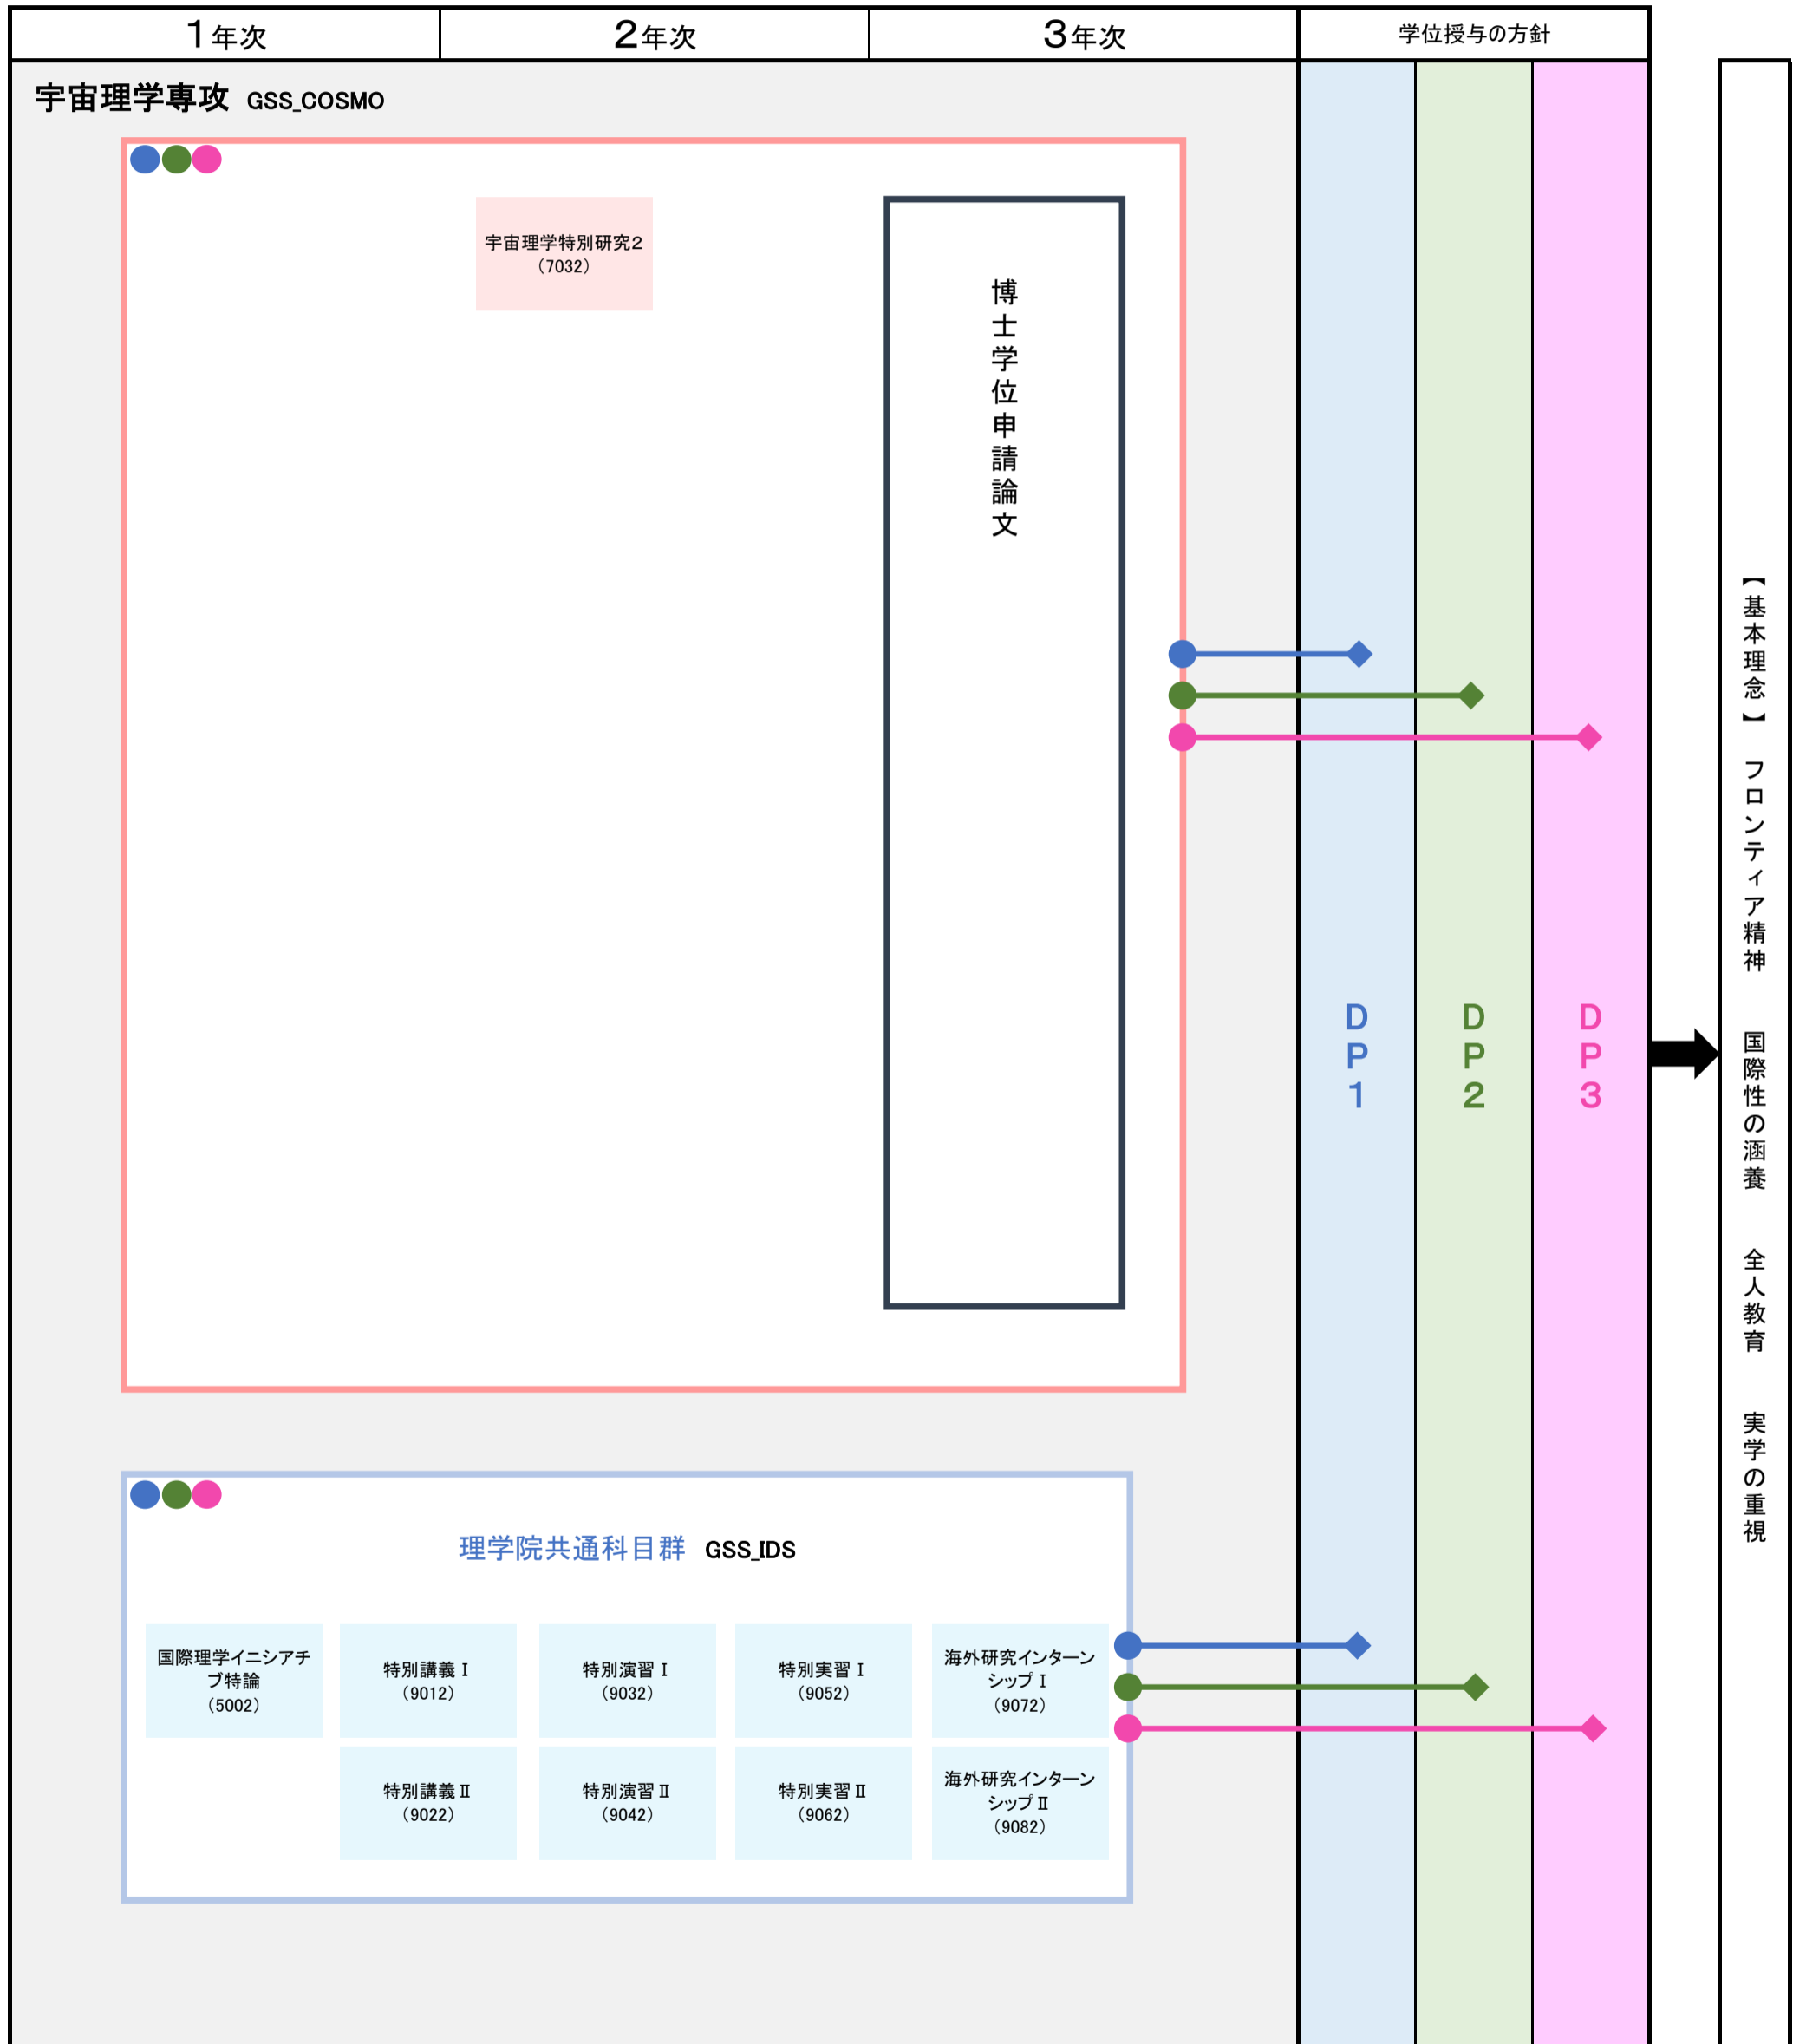 1年次
2年次
3年次
学位授与の方針
宇宙理学専攻 GSS_COSMO
宇宙理学特別研究2
（7032）
博士学位申請論文
DP1
DP2
DP3
【基本理念】 フロンティア精神 国際性の涵養 全人教育 実学の重視
理学院共通科目群 GSS_IDS
国際理学イニシアチ
ブ特論
（5002）
特別講義Ⅰ
（9012）
特別演習Ⅰ
（9032）
特別実習Ⅰ
（9052）
海外研究インターン
シップⅠ
（9072）
特別講義Ⅱ
（9022）
特別演習Ⅱ
（9042）
特別実習Ⅱ
（9062）
海外研究インターン
シップⅡ
（9082）